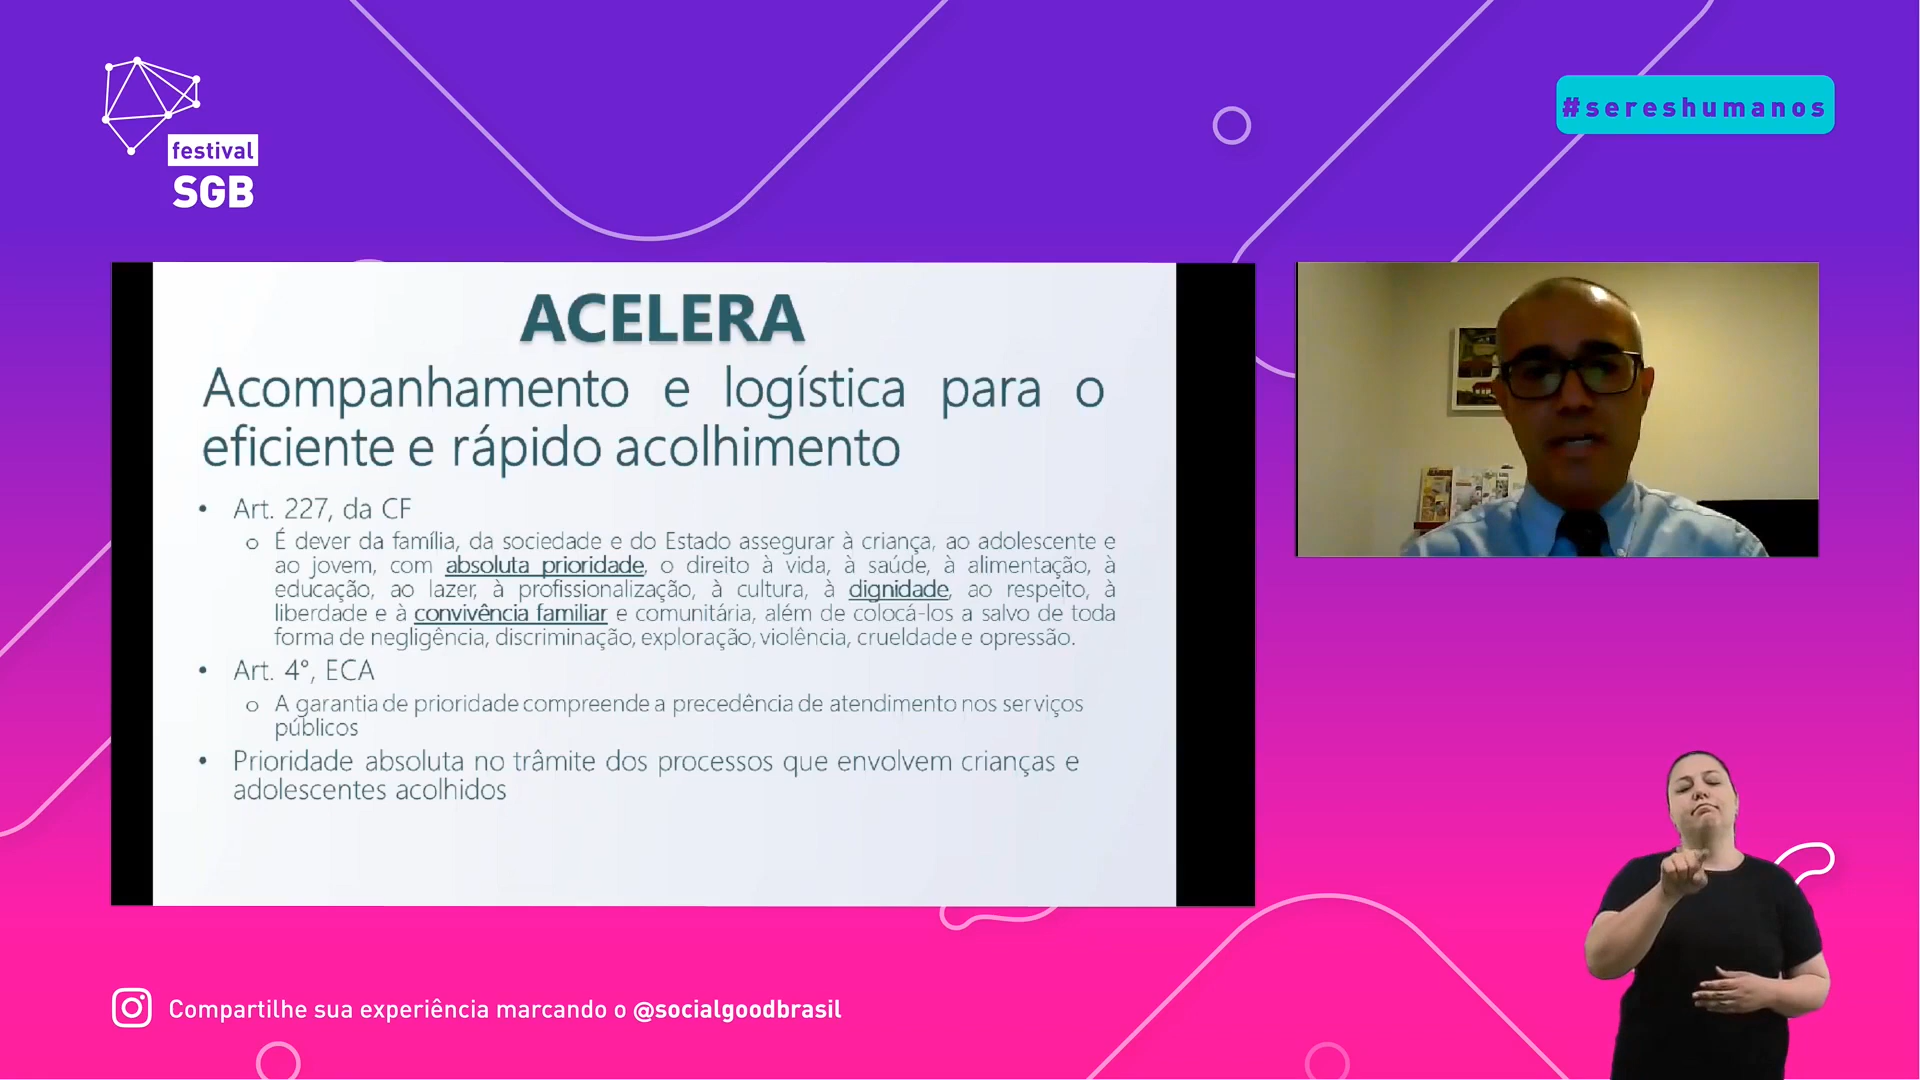 festival
SGB
#sereshumanos
ACELERA
Acompanhamento e logística para o
eficiente e rápido acolhimento
• Art. 227, da CF
o É dever da família, da sociedade e do Estado assegurar à criança, ao adolescente e
ao jovem, com absoluta prioridade, o direito à vida, à saúde, à alimentação, à
educação, ao lazer, à profissionalização, à cultura, à dignidade, ao respeito, à
liberdade e à convivência familiar e comunitária, além de colocá-los a salvo de toda
forma de negligência, discriminação, exploração, violência, crueldade e opressão.
• Art. 4°, ECA
o A garantia de prioridade compreende a precedência de atendimento nos serviços
públicos
• Prioridade absoluta no trâmite dos processos que envolvem crianças e
adolescentes acolhidos
Compartilhe sua experiência marcando o @socialgoodbrasil